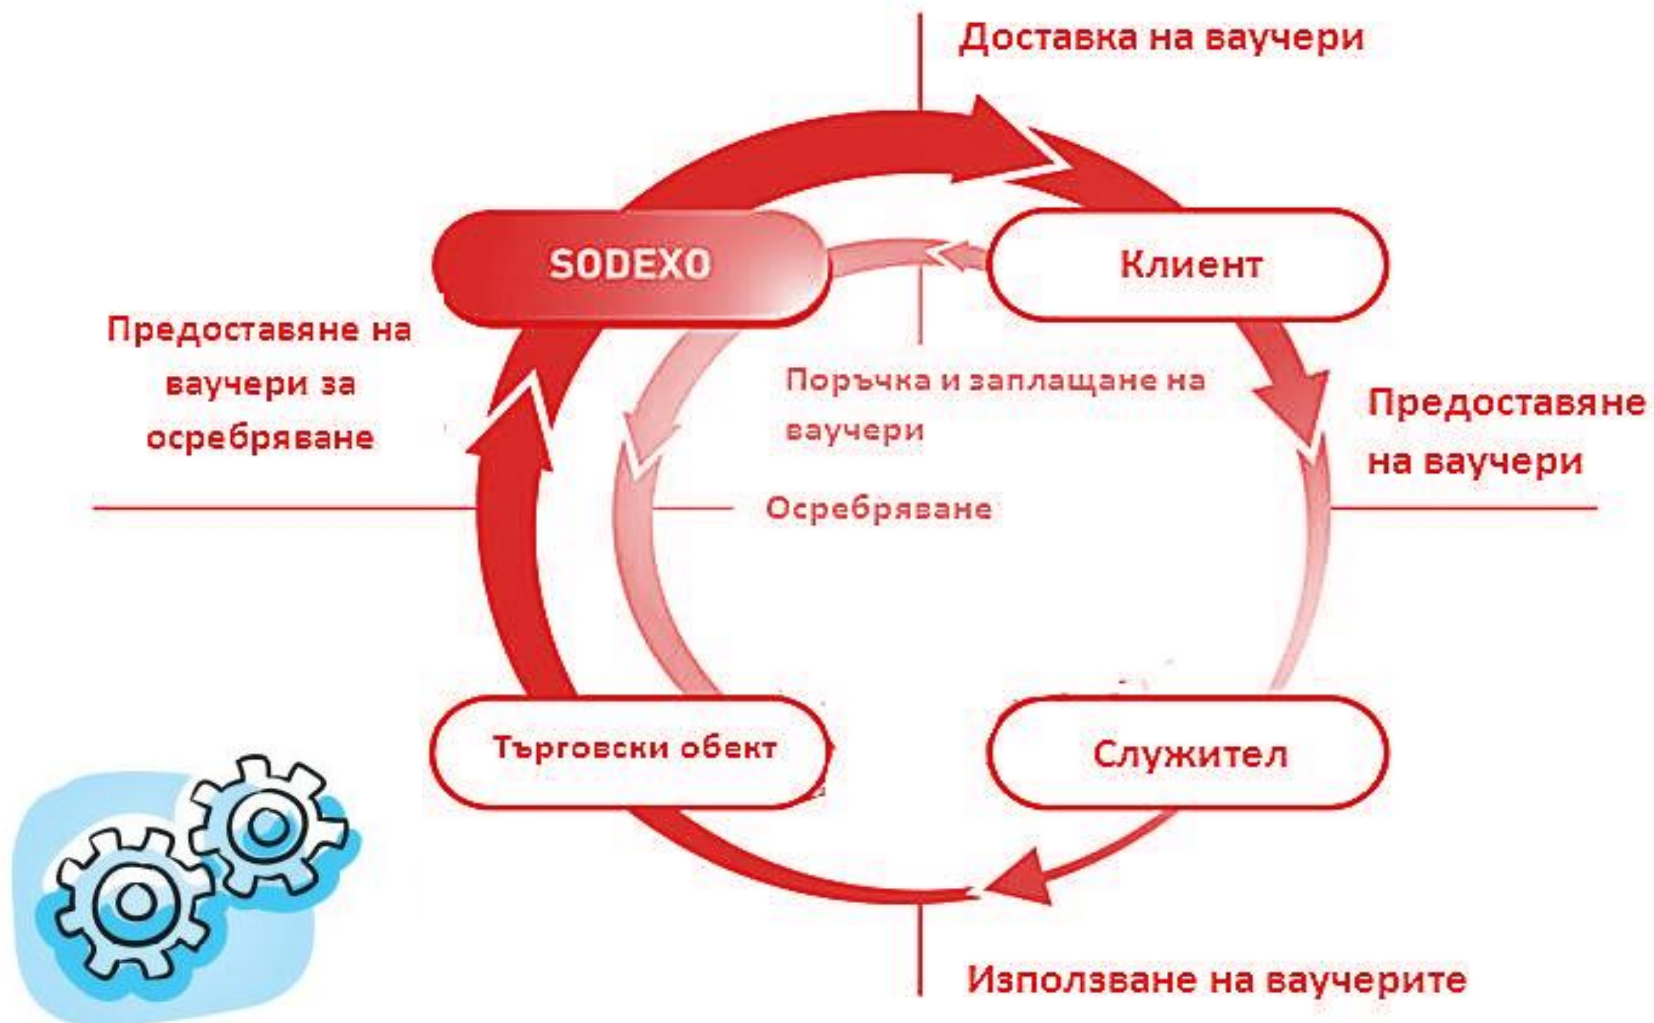 Доставка на ваучери
SODEXO
Клиент
Предоставяне на
ваучери за
осребряване
Поръчка и заплащане на
ваучери
Предоставяне
на ваучери
Осребряване
Търговски обект
Служител
Използване на ваучерите